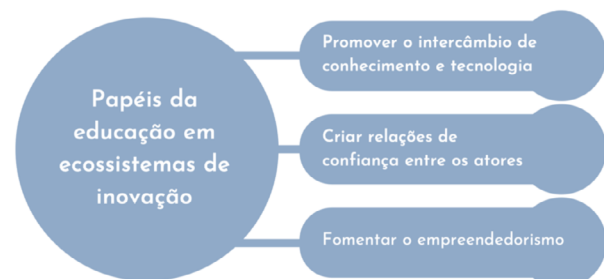 Papéis da
educação em
ecossistemas de
inovação
Promover o intercâmbio de
conhecimento e tecnologia
Criar relações de
confiança entre os atores
Fomentar o empreendedorismo